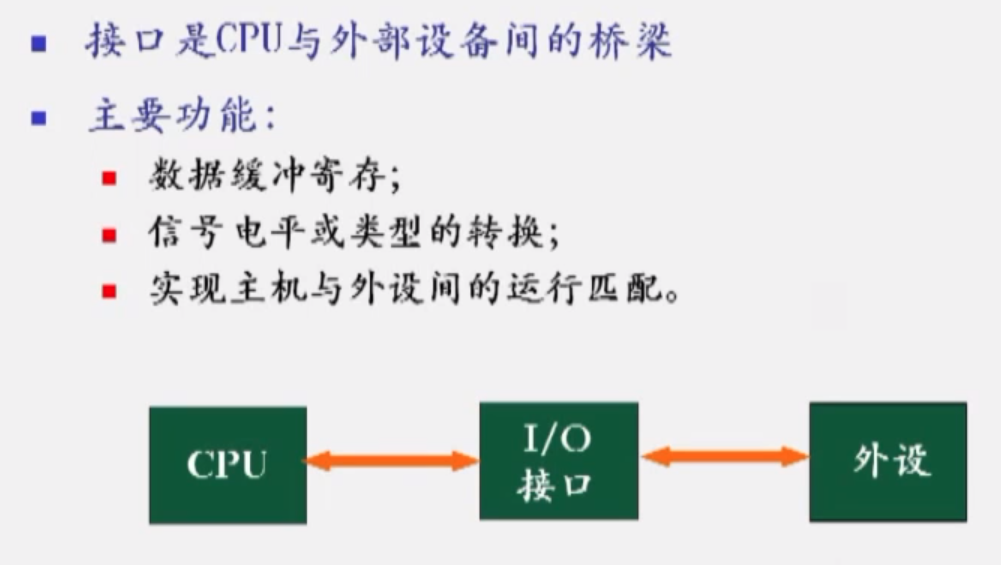 接口是CPU与外部设备间的桥梁
主要功能：
数据缓冲寄存；
信号电平或类型的转换；
实现主机与外设间的运行匹配。
CPU
I/O
接口
外设